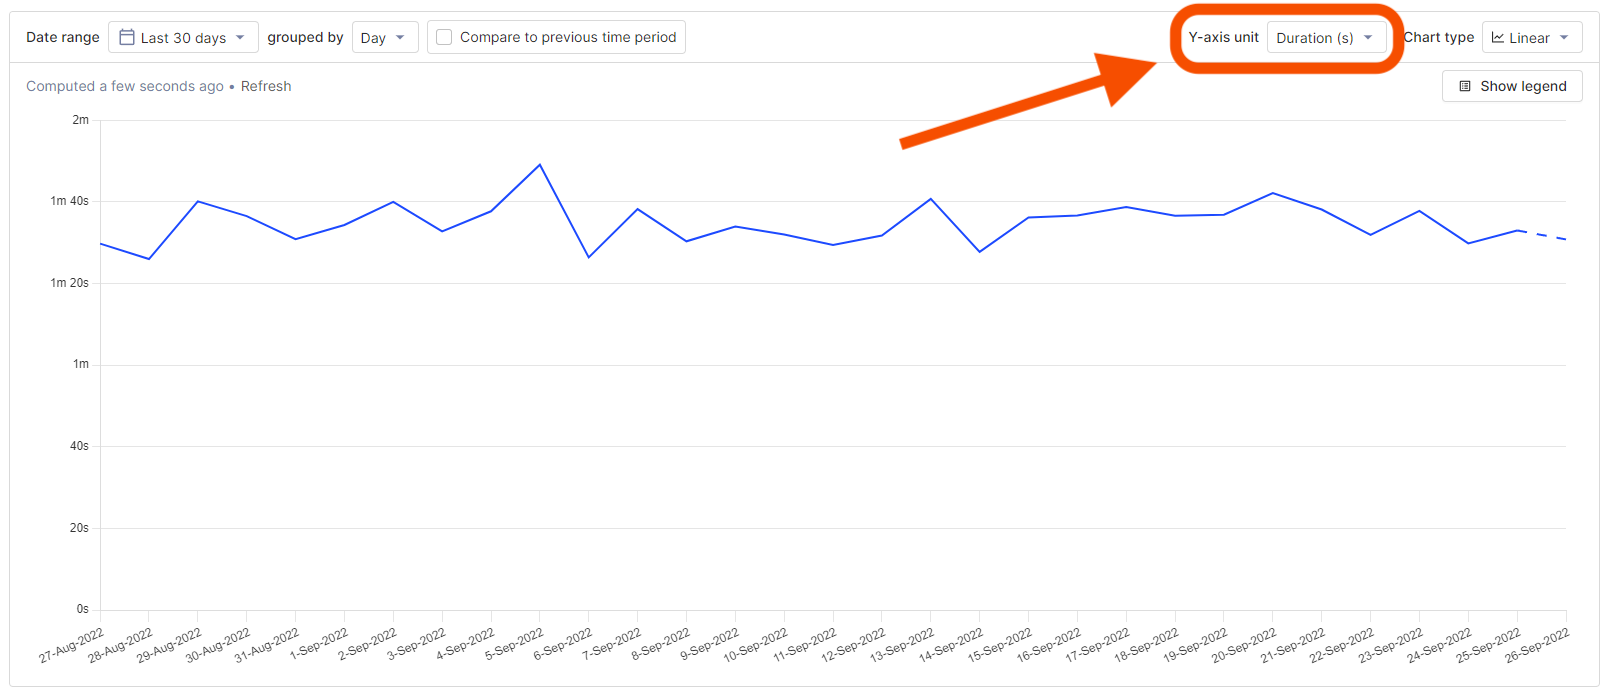 Date range Last 30 days grouped by Day Compare to previous time period Y-axis unit Duration (s) Chart type Linear
Computed a few seconds ago • Refresh Show legend
2m
1m 40s
1m 20s
1m
40s
20s
0s
27-Aug-2022 28-Aug-2022 29-Aug-2022 30-Aug-2022 31-Aug-2022 1-Sep-2022 2-Sep-2022 3-Sep-2022 4-Sep-2022 5-Sep-2022 6-Sep-2022 7-Sep-2022 8-Sep-2022 9-Sep-2022 10-Sep-2022 11-Sep-2022 12-Sep-2022 13-Sep-2022 14-Sep-2022 15-Sep-2022 16-Sep-2022 17-Sep-2022 18-Sep-2022 19-Sep-2022 20-Sep-2022 21-Sep-2022 22-Sep-2022 23-Sep-2022 24-Sep-2022 25-Sep-2022 26-Sep-2022